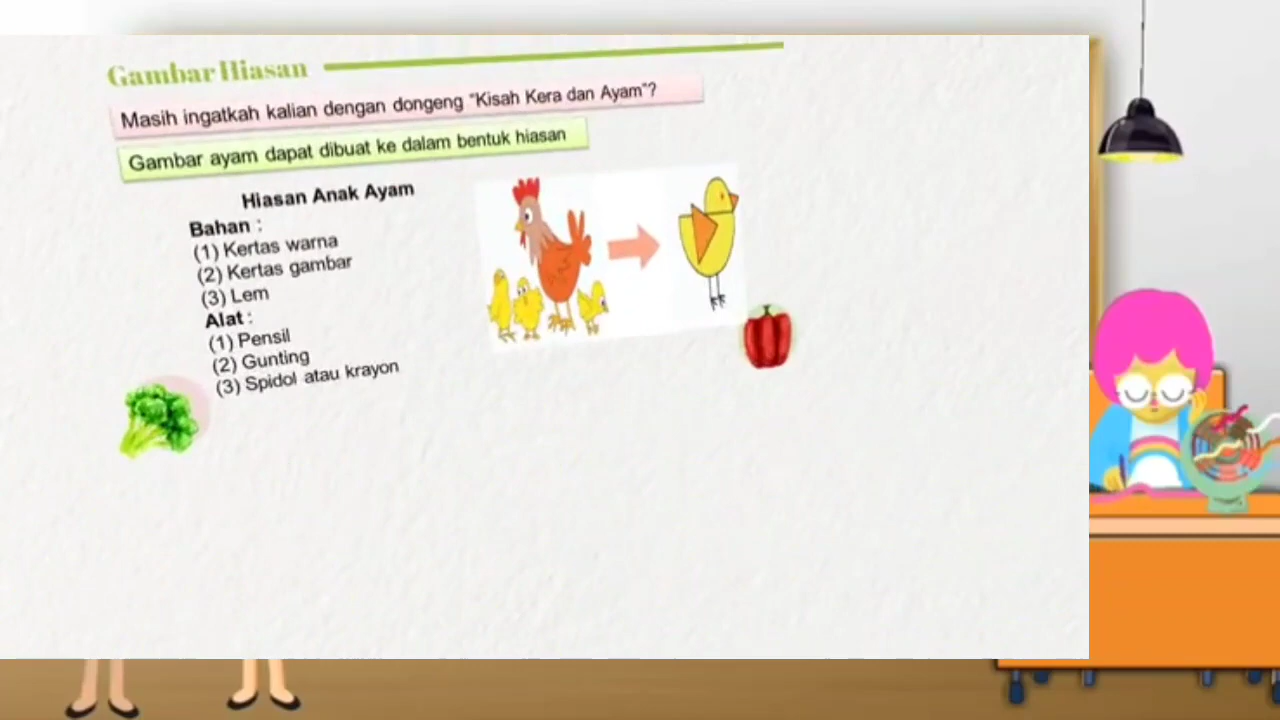 Gambar Hiasan
Masih ingatkah kalian dengan dongeng "Kisah Kera dan Ayam"?
Gambar ayam dapat dibuat ke dalam bentuk hiasan
Hiasan Anak Ayam
Bahan :
(1) Kertas warna
(2) Kertas gambar
(3) Lem
Alat :
(1) Pensil
(2) Gunting
(3) Spidol atau krayon